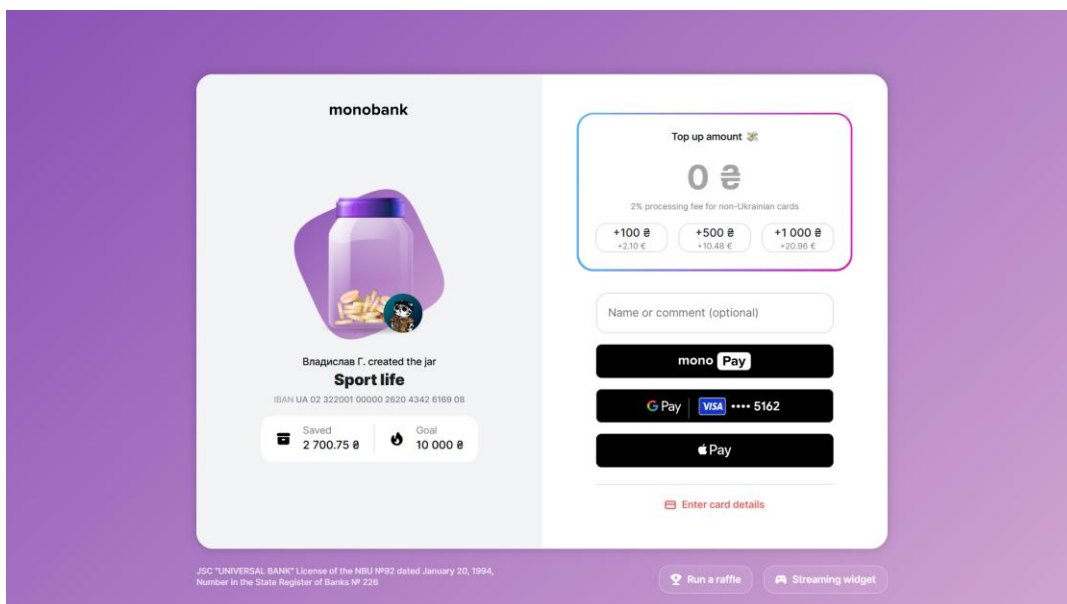 monobank
Владислав Г. created the jar
Sport life
IBAN UA 02 322001 00000 2620 4342 6169 08
Saved
2 700.75 ₴
Goal
10 000 ₴
Top up amount 💸
0 ₴
2% processing fee for non-Ukrainian cards
+100 ₴
+2.10 €
+500 ₴
+10.48 €
+1 000 ₴
+20.96 €
Name or comment (optional)
mono Pay
G Pay VISA •••• 5162
Pay
Enter card details
JSC "UNIVERSAL BANK" License of the NBU №92 dated January 20, 1994,
Number in the State Register of Banks № 226
Run a raffle
Streaming widget